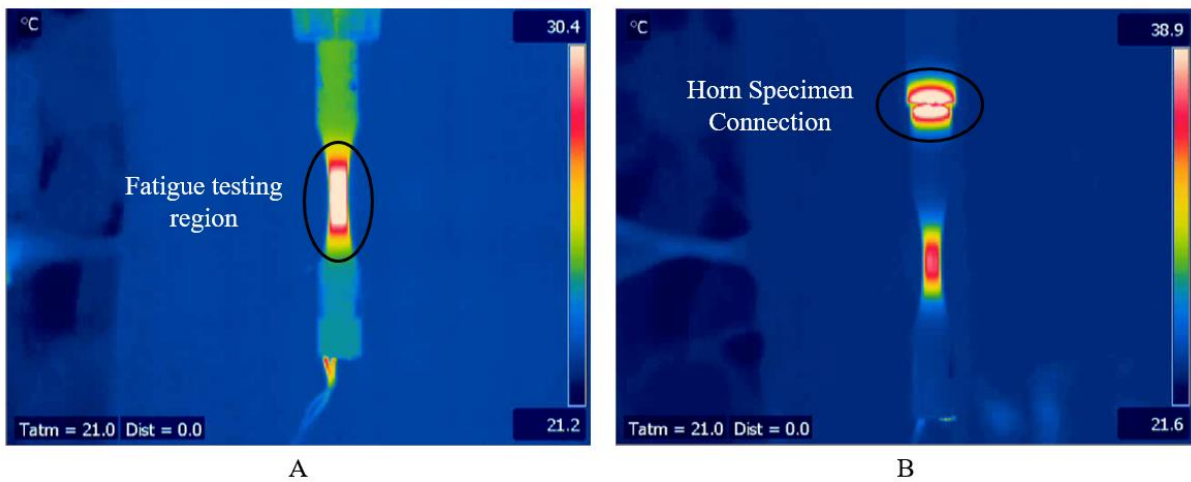 °C
30.4
Fatigue testing
region
Tatm = 21.0 Dist = 0.0
21.2
A
°C
38.9
Horn Specimen
Connection
Tatm = 21.0 Dist = 0.0
21.6
B